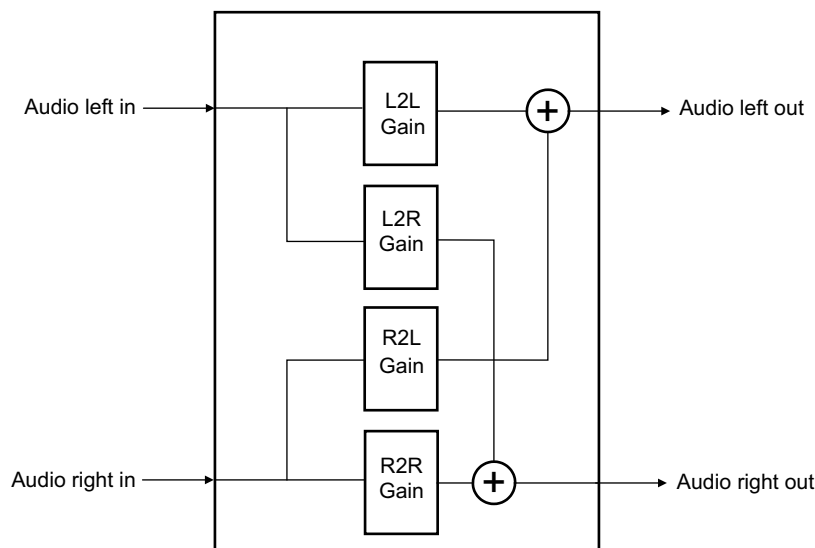 Audio left in
L2L
Gain
+
Audio left out
L2R
Gain
R2L
Gain
Audio right in
R2R
Gain
+
Audio right out